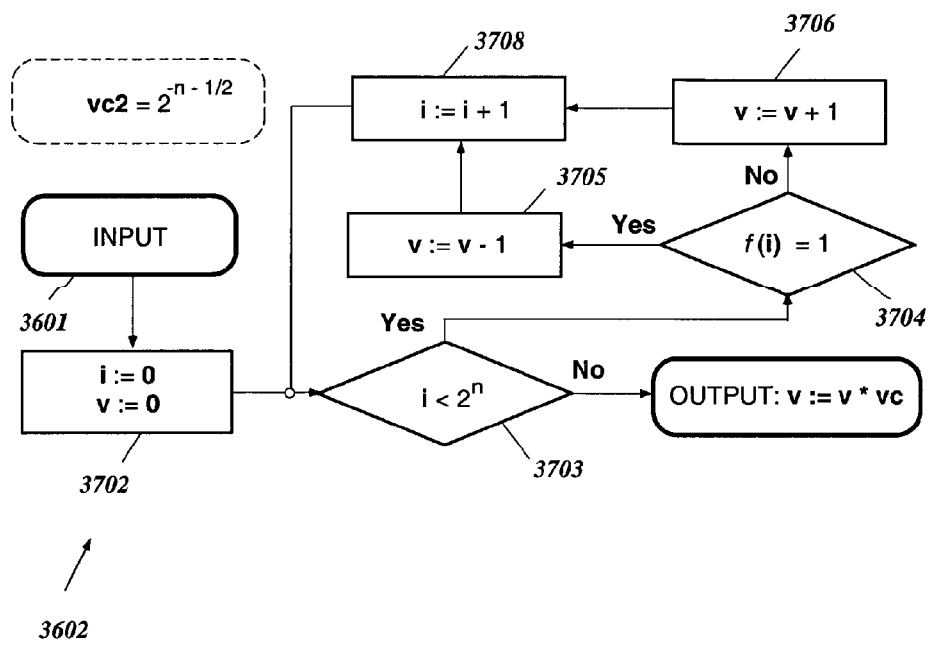 3706
3708
vc2 = 2^-n - 1/2
i := i + 1
v := v + 1
No
3705
Yes
INPUT
v := v - 1
f(i) = 1
3601
3704
Yes
i := 0
v := 0
i < 2^n
No
OUTPUT: v := v * vc
3703
3702
3602